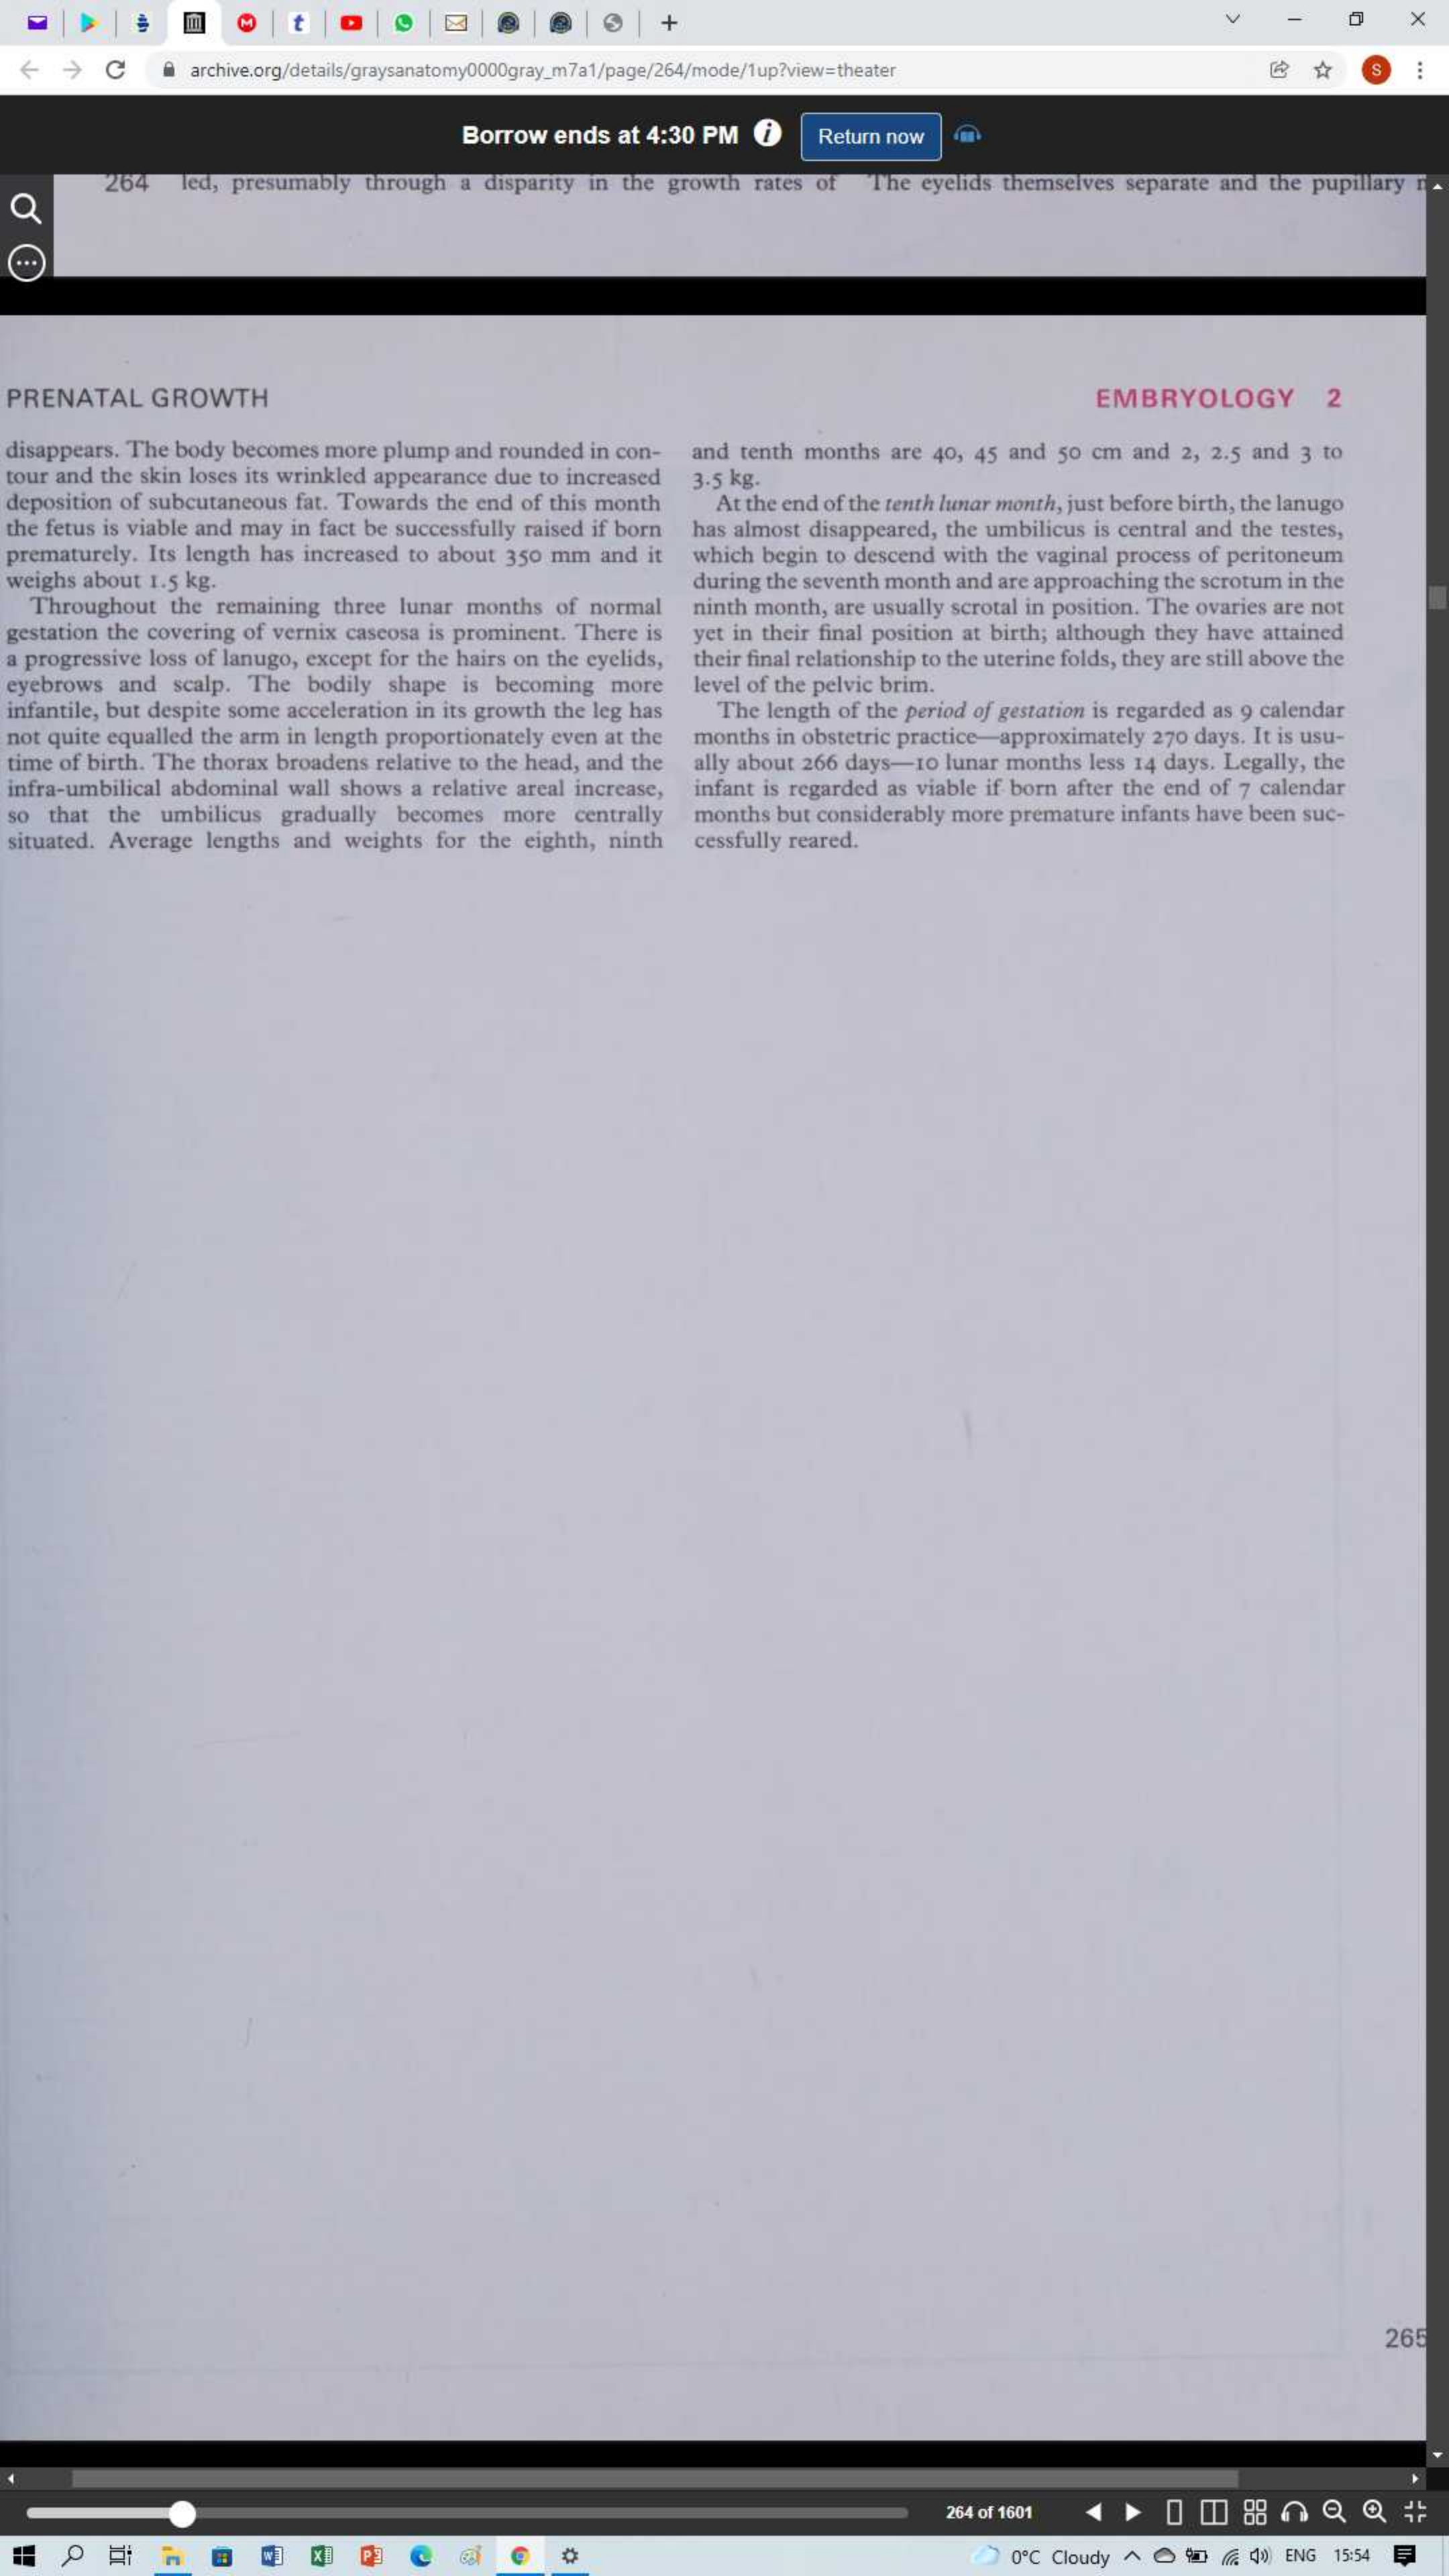 archive.org/details/graysanatomy0000gray_m7a1/page/264/mode/1up?view=theater
S
Borrow ends at 4:30 PM
Return now
264 led, presumably through a disparity in the growth rates of The eyelids themselves separate and the pupillary
PRENATAL GROWTH
EMBRYOLOGY 2
disappears. The body becomes more plump and rounded in con-
tour and the skin loses its wrinkled appearance due to increased
deposition of subcutaneous fat. Towards the end of this month
the fetus is viable and may in fact be successfully raised if born
prematurely. Its length has increased to about 350 mm and it
weighs about 1.5 kg.
Throughout the remaining three lunar months of normal
gestation the covering of vernix caseosa is prominent. There is
a progressive loss of lanugo, except for the hairs on the eyelids,
eyebrows and scalp. The bodily shape is becoming more
infantile, but despite some acceleration in its growth the leg has
not quite equalled the arm in length proportionately even at the
time of birth. The thorax broadens relative to the head, and the
infra-umbilical abdominal wall shows a relative areal increase,
so that the umbilicus gradually becomes more centrally
situated. Average lengths and weights for the eighth, ninth
and tenth months are 40, 45 and 50 cm and 2, 2.5 and 3 to
3.5 kg.
At the end of the tenth lunar month, just before birth, the lanugo
has almost disappeared, the umbilicus is central and the testes,
which begin to descend with the vaginal process of peritoneum
during the seventh month and are approaching the scrotum in the
ninth month, are usually scrotal in position. The ovaries are not
yet in their final position at birth; although they have attained
their final relationship to the uterine folds, they are still above the
level of the pelvic brim.
The length of the period of gestation is regarded as 9 calendar
months in obstetric practice—approximately 270 days. It is usu-
ally about 266 days—10 lunar months less 14 days. Legally, the
infant is regarded as viable if born after the end of 7 calendar
months but considerably more premature infants have been suc-
cessfully reared.
265
264 of 1601
0°C Cloudy
ENG
15:54